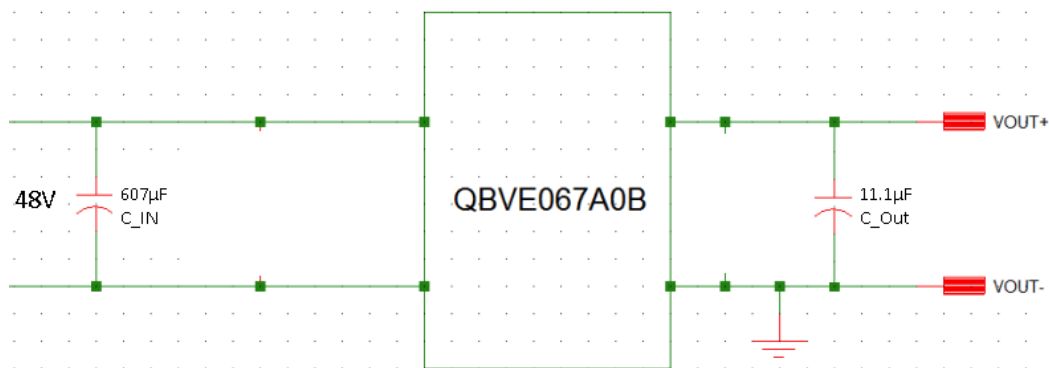 VOUT+
48V
607µF
C_IN
QBVE067A0B
11.1µF
C_Out
VOUT-